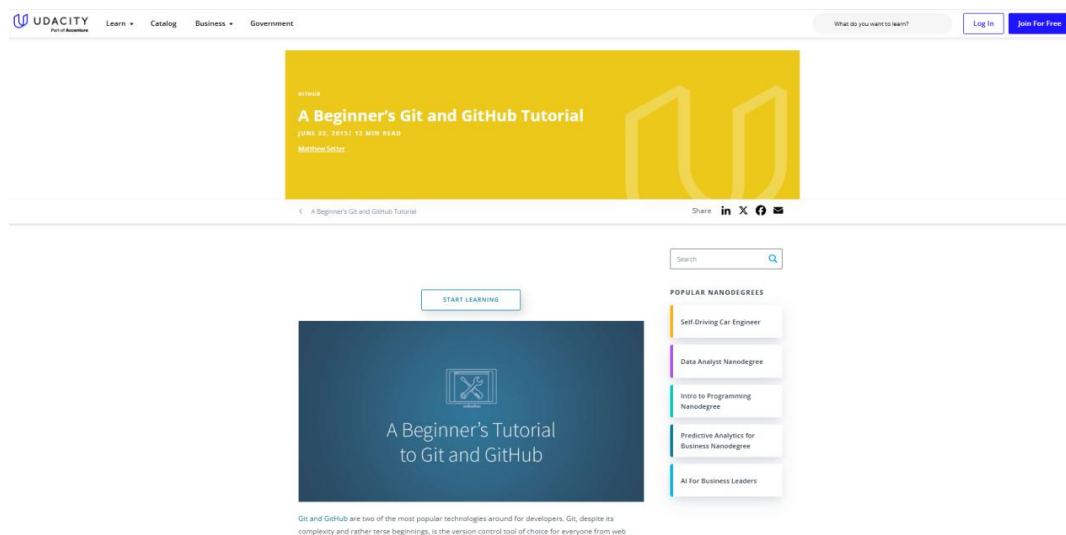 UDACITY
Part of Accenture
Learn
Catalog
Business
Government
What do you want to learn?
Log In
Join For Free
GITHUB
A Beginner's Git and GitHub Tutorial
JUNE 22, 2015| 12 MIN READ
Matthew Setter
A Beginner's Git and GitHub Tutorial
Share
Search
START LEARNING
POPULAR NANODEGREES
Self-Driving Car Engineer
Data Analyst Nanodegree
Intro to Programming
Nanodegree
Predictive Analytics for
Business Nanodegree
AI For Business Leaders
A Beginner's Tutorial
to Git and GitHub
Git and GitHub are two of the most popular technologies around for developers. Git, despite its
complexity and rather terse beginnings, is the version control tool of choice for everyone from web